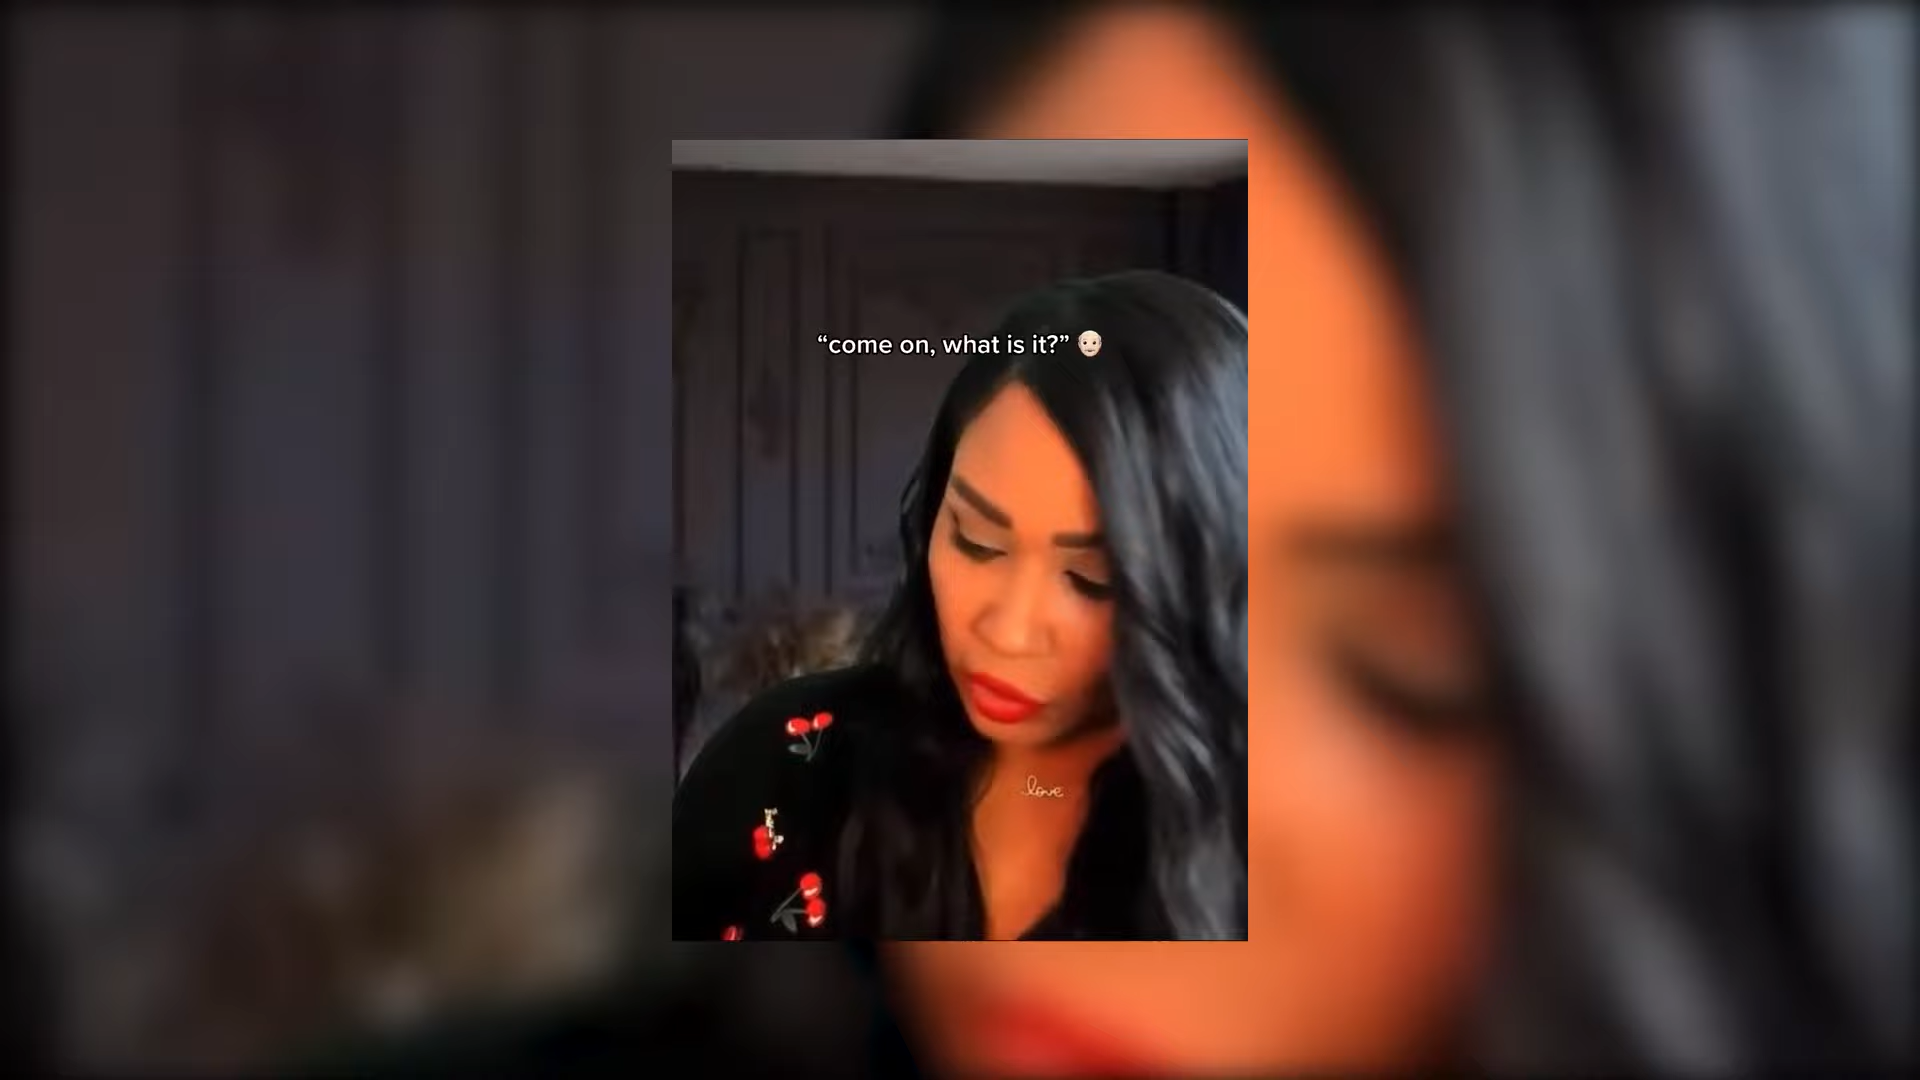 “come on, what is it?” 👴🏻
love